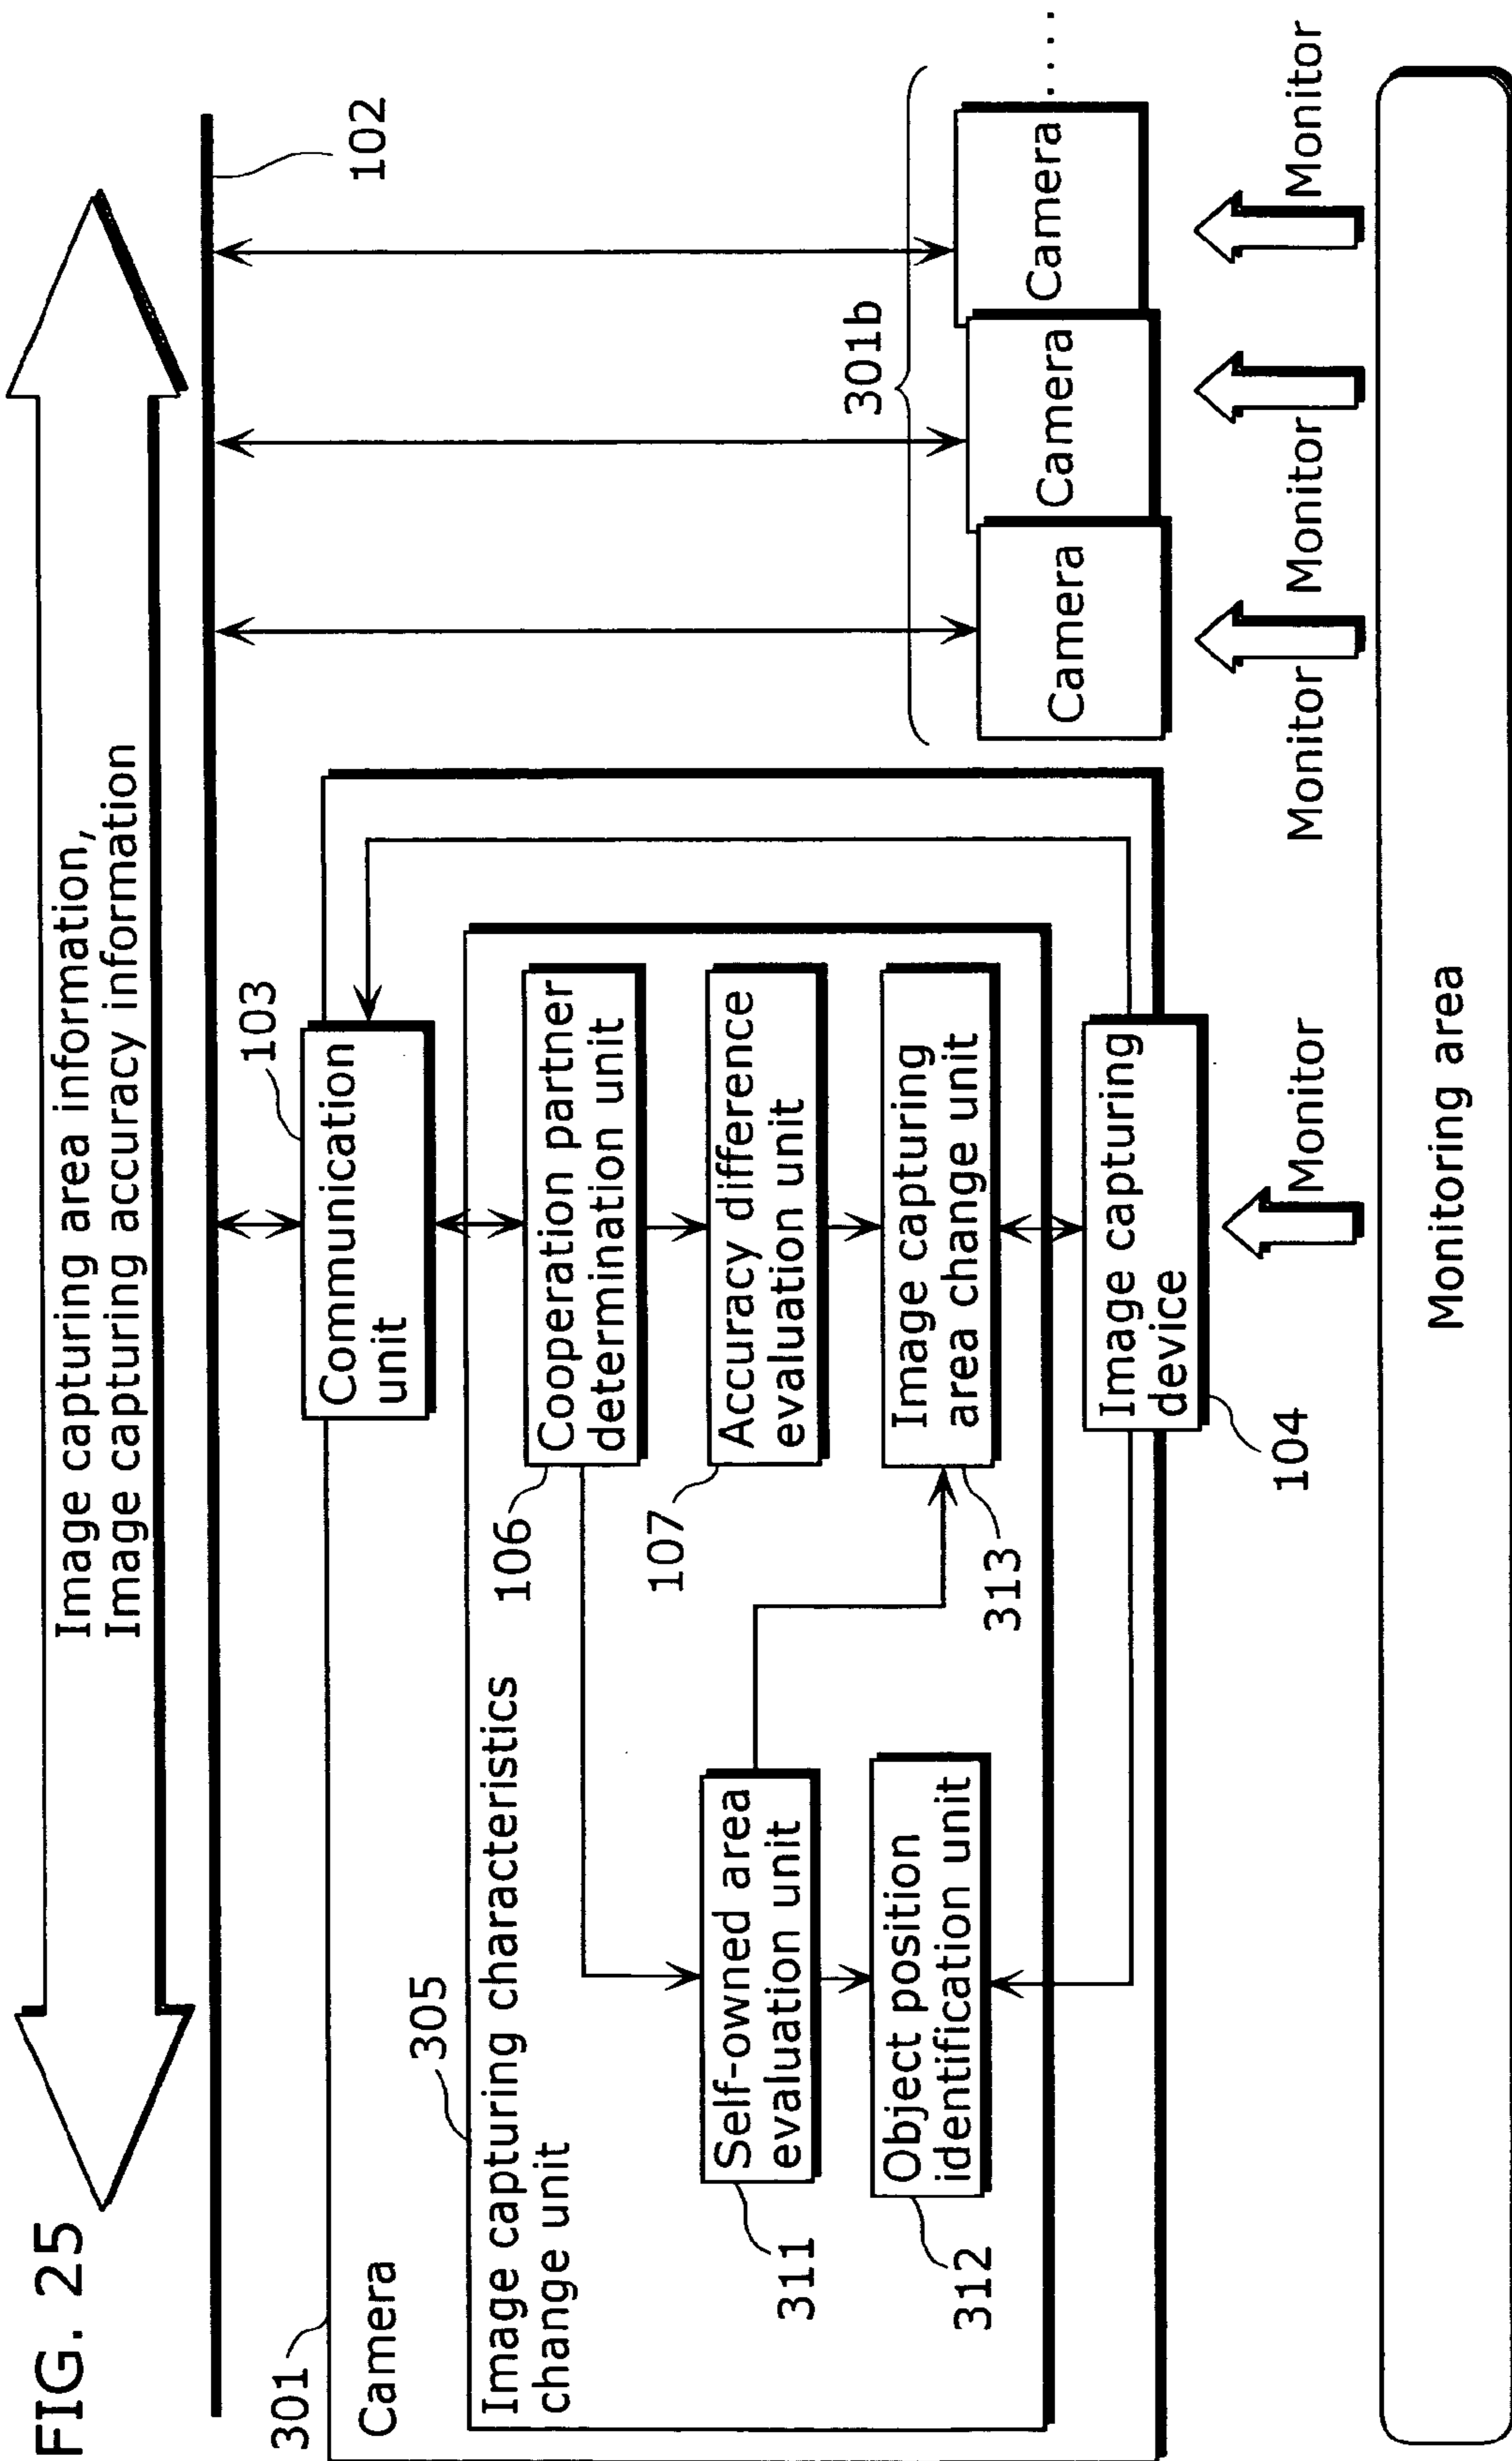 FIG. 25
Image capturing area information,
Image capturing accuracy information
102
301
Camera
103
Communication
unit
305
Image capturing characteristics
change unit
106
Cooperation partner
determination unit
311
Self-owned area
evaluation unit
107
Accuracy difference
evaluation unit
312
Object position
identification unit
313
Image capturing
area change unit
104
Image capturing
device
301b
Camera
Camera
Camera
.....
Monitor
Monitor
Monitor
Monitor
Monitoring area